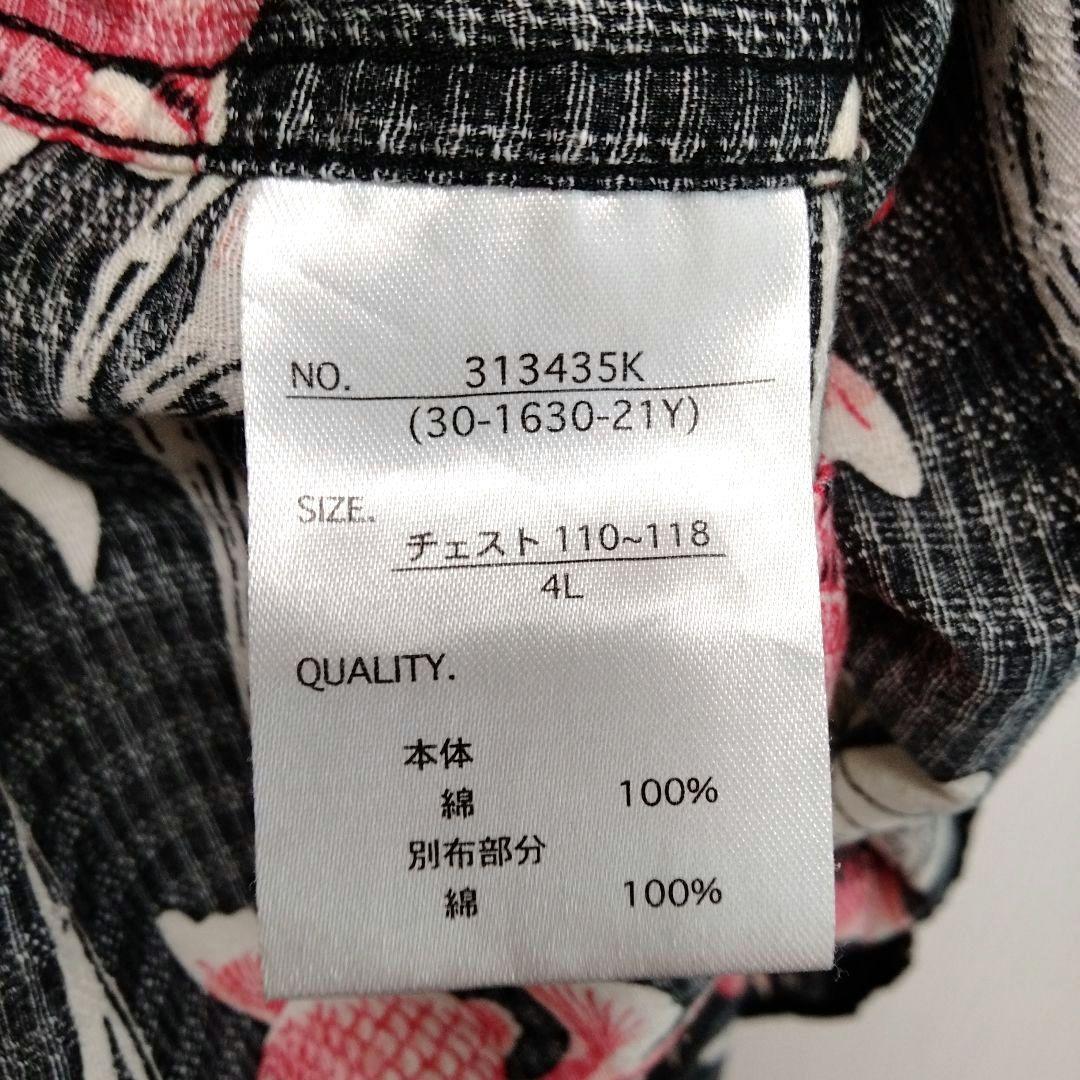 NO. 313435K
(30-1630-21Y)
SIZE.
チェスト 110~118
4L
QUALITY.
本体
綿 100%
別布部分
綿 100%